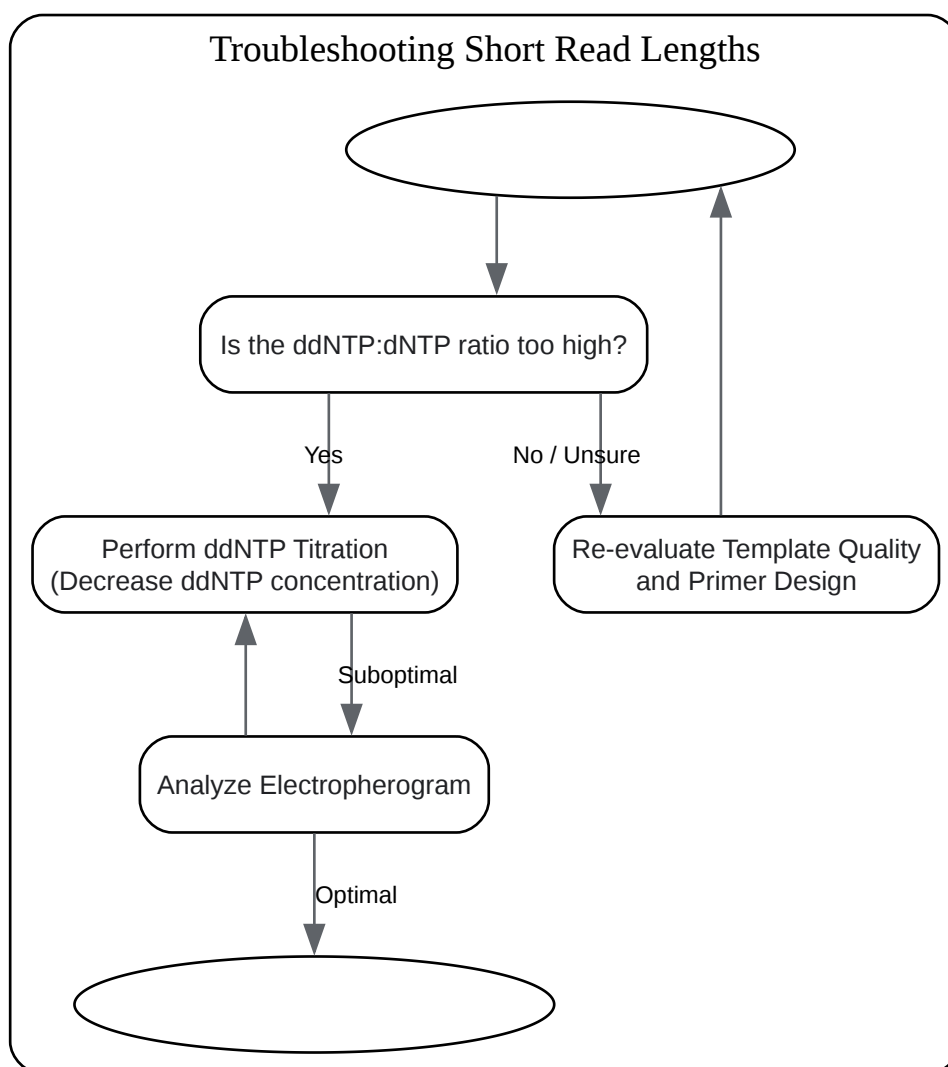 Troubleshooting Short Read Lengths
Is the ddNTP:dNTP ratio too high?
Yes
No / Unsure
Perform ddNTP Titration
(Decrease ddNTP concentration)
Re-evaluate Template Quality
and Primer Design
Suboptimal
Analyze Electropherogram
Optimal